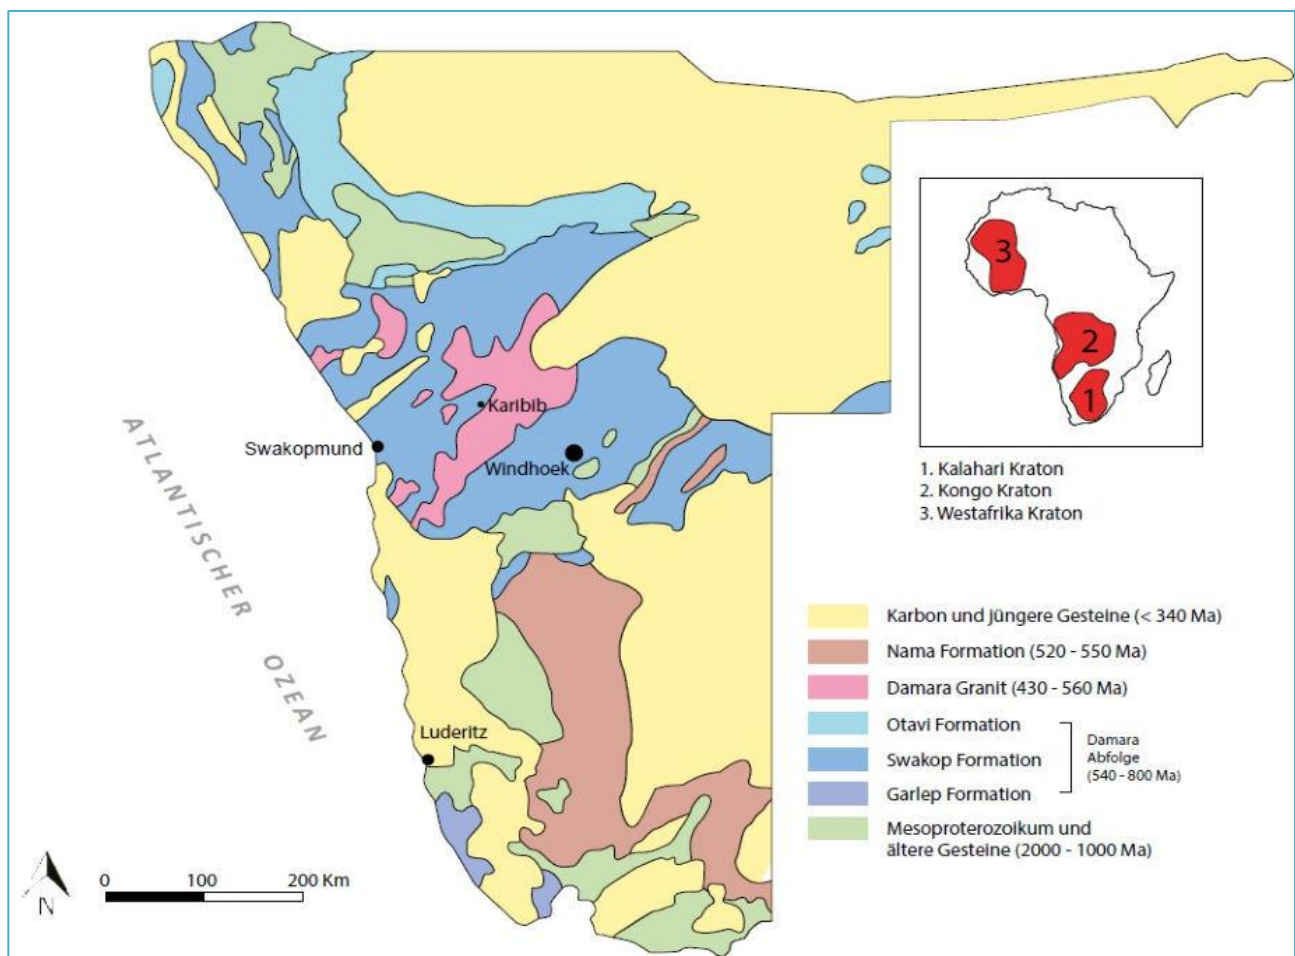 Karibib
Swakopmund
Windhoek
ATLANTISCHER
OZEAN
Luderitz
3
2
1
1. Kalahari Kraton
2. Kongo Kraton
3. Westafrika Kraton
Karbon und jüngere Gesteine (< 340 Ma)
Nama Formation (520 - 550 Ma)
Damara Granit (430 - 560 Ma)
Otavi Formation
Swakop Formation
Garlep Formation
Damara
Abfolge
(540 - 800 Ma)
Mesoproterozoikum und
ältere Gesteine (2000 - 1000 Ma)
N
0 100 200 Km